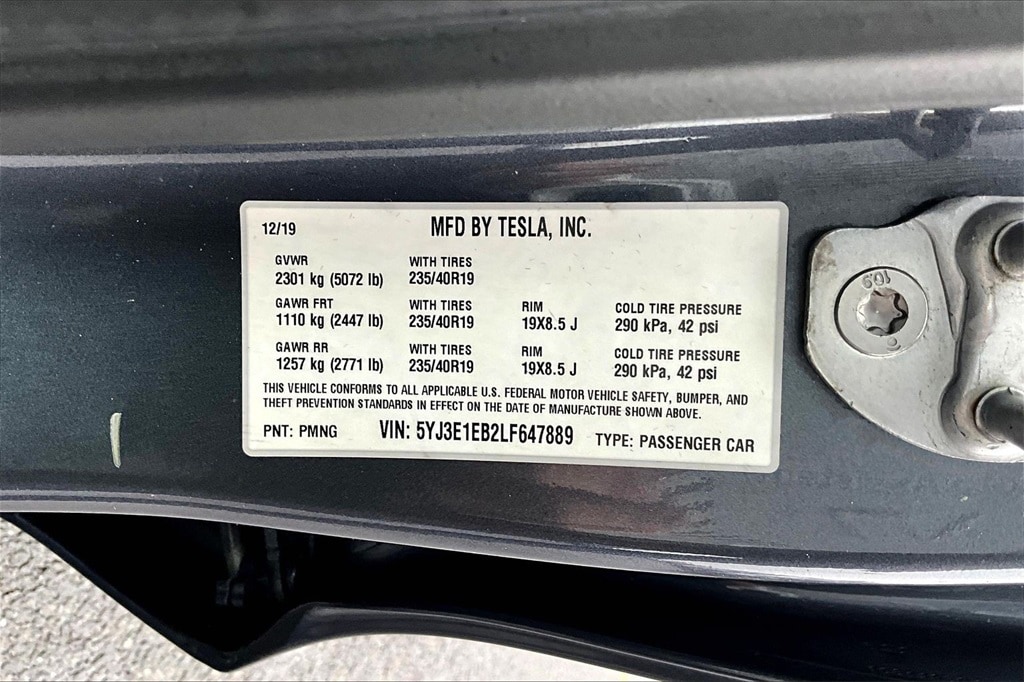 12/19 MFD BY TESLA, INC.
GVWR WITH TIRES
2301 kg (5072 lb) 235/40R19
GAWR FRT WITH TIRES RIM COLD TIRE PRESSURE
1110 kg (2447 lb) 235/40R19 19X8.5 J 290 kPa, 42 psi
GAWR RR WITH TIRES RIM COLD TIRE PRESSURE
1257 kg (2771 lb) 235/40R19 19X8.5 J 290 kPa, 42 psi
THIS VEHICLE CONFORMS TO ALL APPLICABLE U.S. FEDERAL MOTOR VEHICLE SAFETY, BUMPER, AND
THEFT PREVENTION STANDARDS IN EFFECT ON THE DATE OF MANUFACTURE SHOWN ABOVE.
PNT: PMNG VIN: 5YJ3E1EB2LF647889 TYPE: PASSENGER CAR
10.9